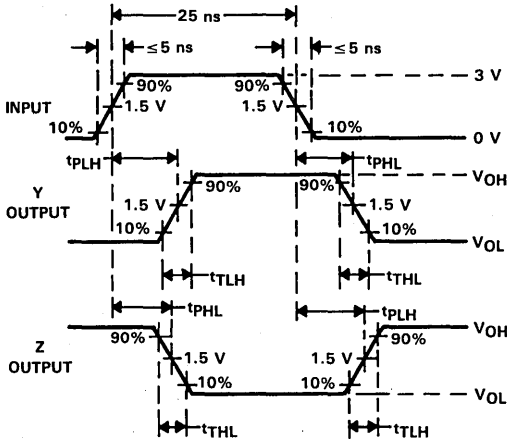 25 ns
≤5 ns
≤5 ns
3 V
90%
90%
INPUT
1.5 V
1.5 V
10%
10%
0 V
tPLH
tPHL
VOH
90%
90%
Y
OUTPUT
1.5 V
1.5 V
10%
10%
VOL
tTLH
tTHL
tPHL
tPLH
VOH
90%
90%
Z
OUTPUT
1.5 V
1.5 V
10%
10%
VOL
tTHL
tTLH